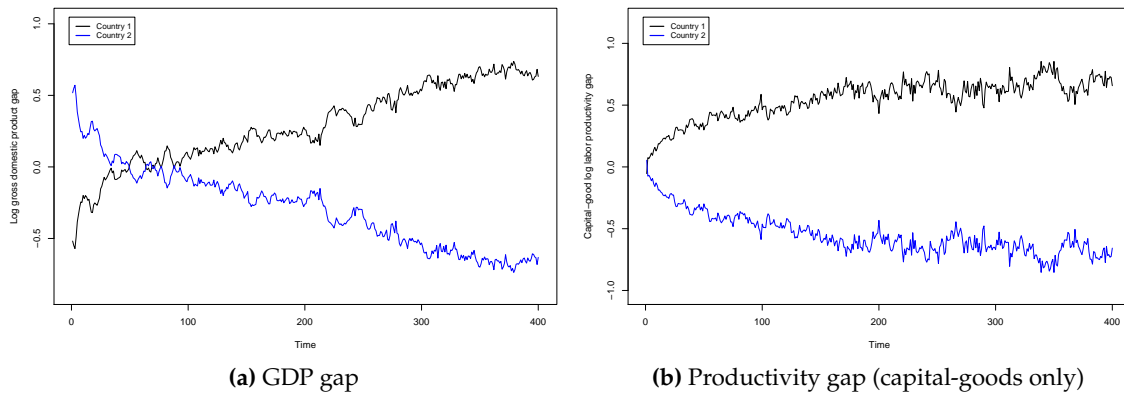 Country 1
Country 2
Log gross domestic product gap
1.0
0.5
0.0
−0.5
0
100
200
300
400
Time
(a) GDP gap
Country 1
Country 2
Capital−good log labor productivity gap
1.0
0.5
0.0
−0.5
−1.0
0
100
200
300
400
Time
(b) Productivity gap (capital-goods only)